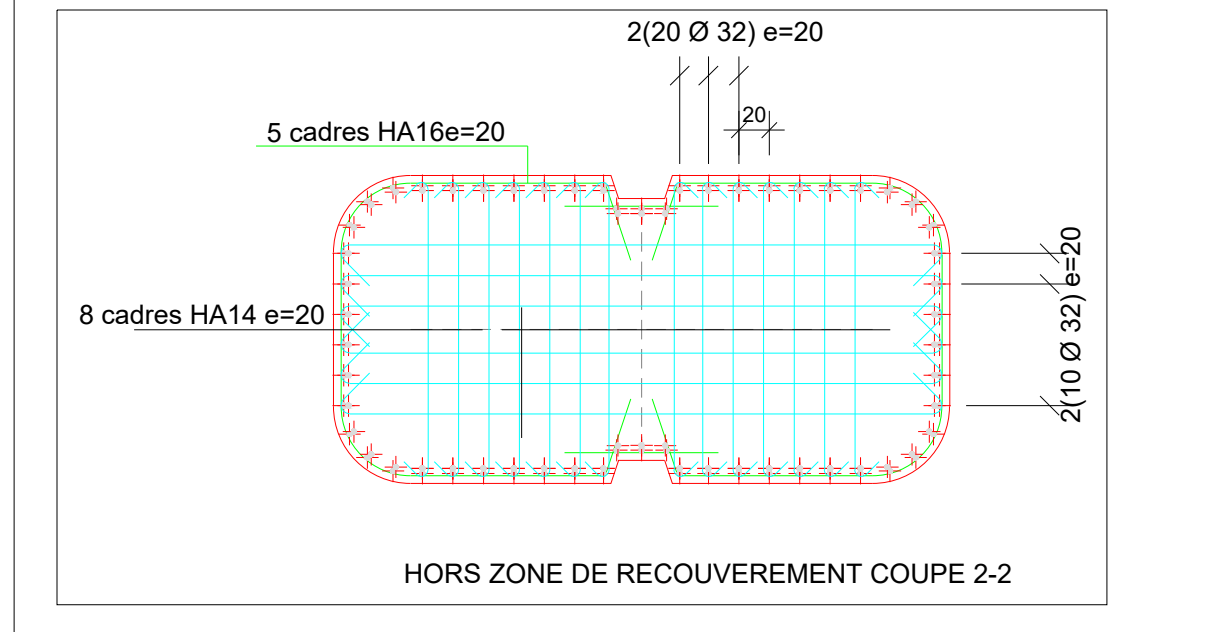 2(20 Ø 32) e=20
20
5 cadres HA16e=20
8 cadres HA14 e=20
2(10 Ø 32) e=20
HORS ZONE DE RECOUVEREMENT COUPE 2-2